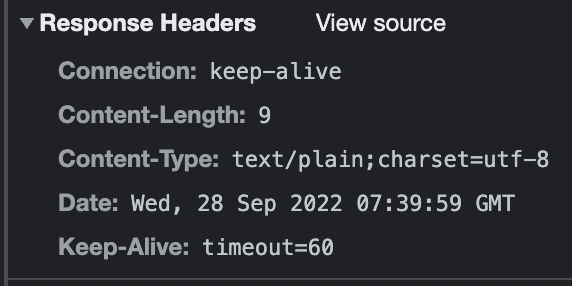 Response Headers View source
Connection: keep-alive
Content-Length: 9
Content-Type: text/plain;charset=utf-8
Date: Wed, 28 Sep 2022 07:39:59 GMT
Keep-Alive: timeout=60